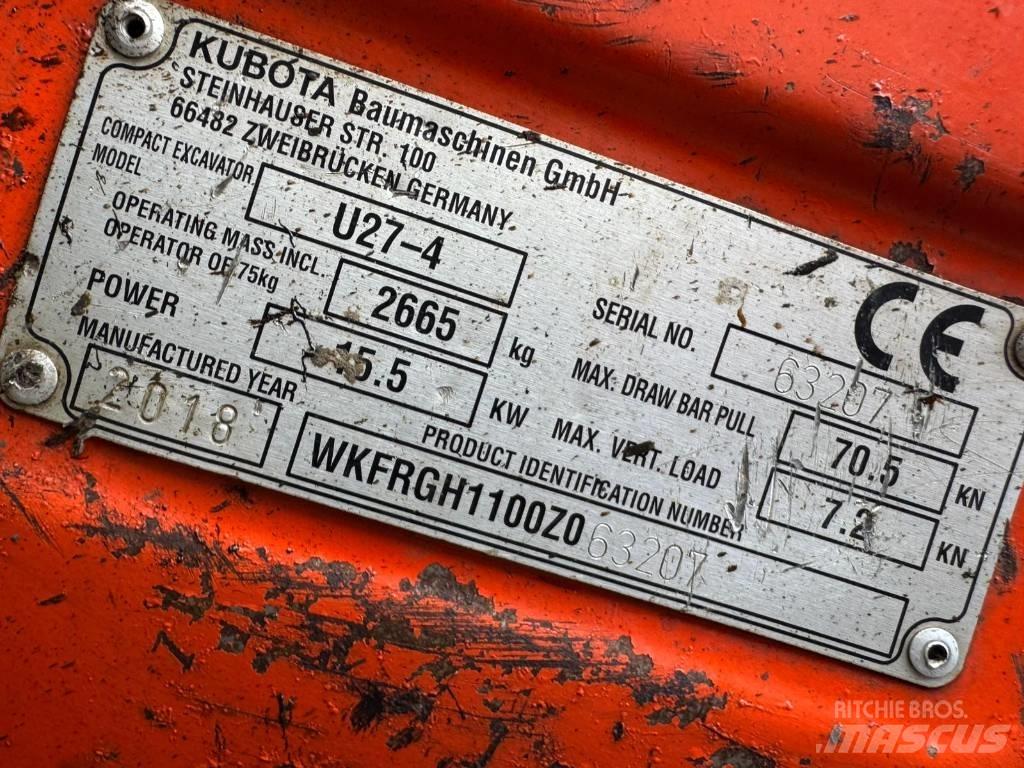 KUBOTA Baumaschinen GmbH
STEINHAUSER STR. 100
66482 ZWEIBRÜCKEN GERMANY
COMPACT EXCAVATOR
MODEL
U27-4
OPERATING MASS INCL.
OPERATOR OF 75kg
2665 kg
POWER
15.5 KW
MANUFACTURED YEAR
2018
SERIAL NO.
63207
MAX. DRAW BAR PULL
70.5 KN
MAX. VERT. LOAD
7.2 KN
PRODUCT IDENTIFICATION NUMBER
WKFRGH1100Z063207
CE
RITCHIE BROS.
MASCUS